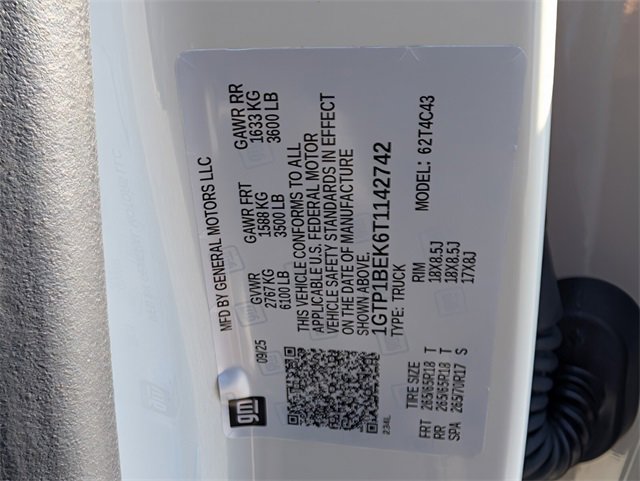 gm
09/25
MFD BY GENERAL MOTORS LLC
GVWR GAWR FRT GAWR RR
2767 KG 1588 KG 1633 KG
6100 LB 3500 LB 3600 LB
THIS VEHICLE CONFORMS TO ALL
APPLICABLE U.S. FEDERAL MOTOR
VEHICLE SAFETY STANDARDS IN EFFECT
ON THE DATE OF MANUFACTURE
SHOWN ABOVE.
1GTP1BEK6T1142742
TYPE: TRUCK MODEL: 62T4C43
234L
TIRE SIZE RIM
FRT 265/65R18 T 18X8.5J
RR 265/65R18 T 18X8.5J
SPA 265/70R17 S 17X8J